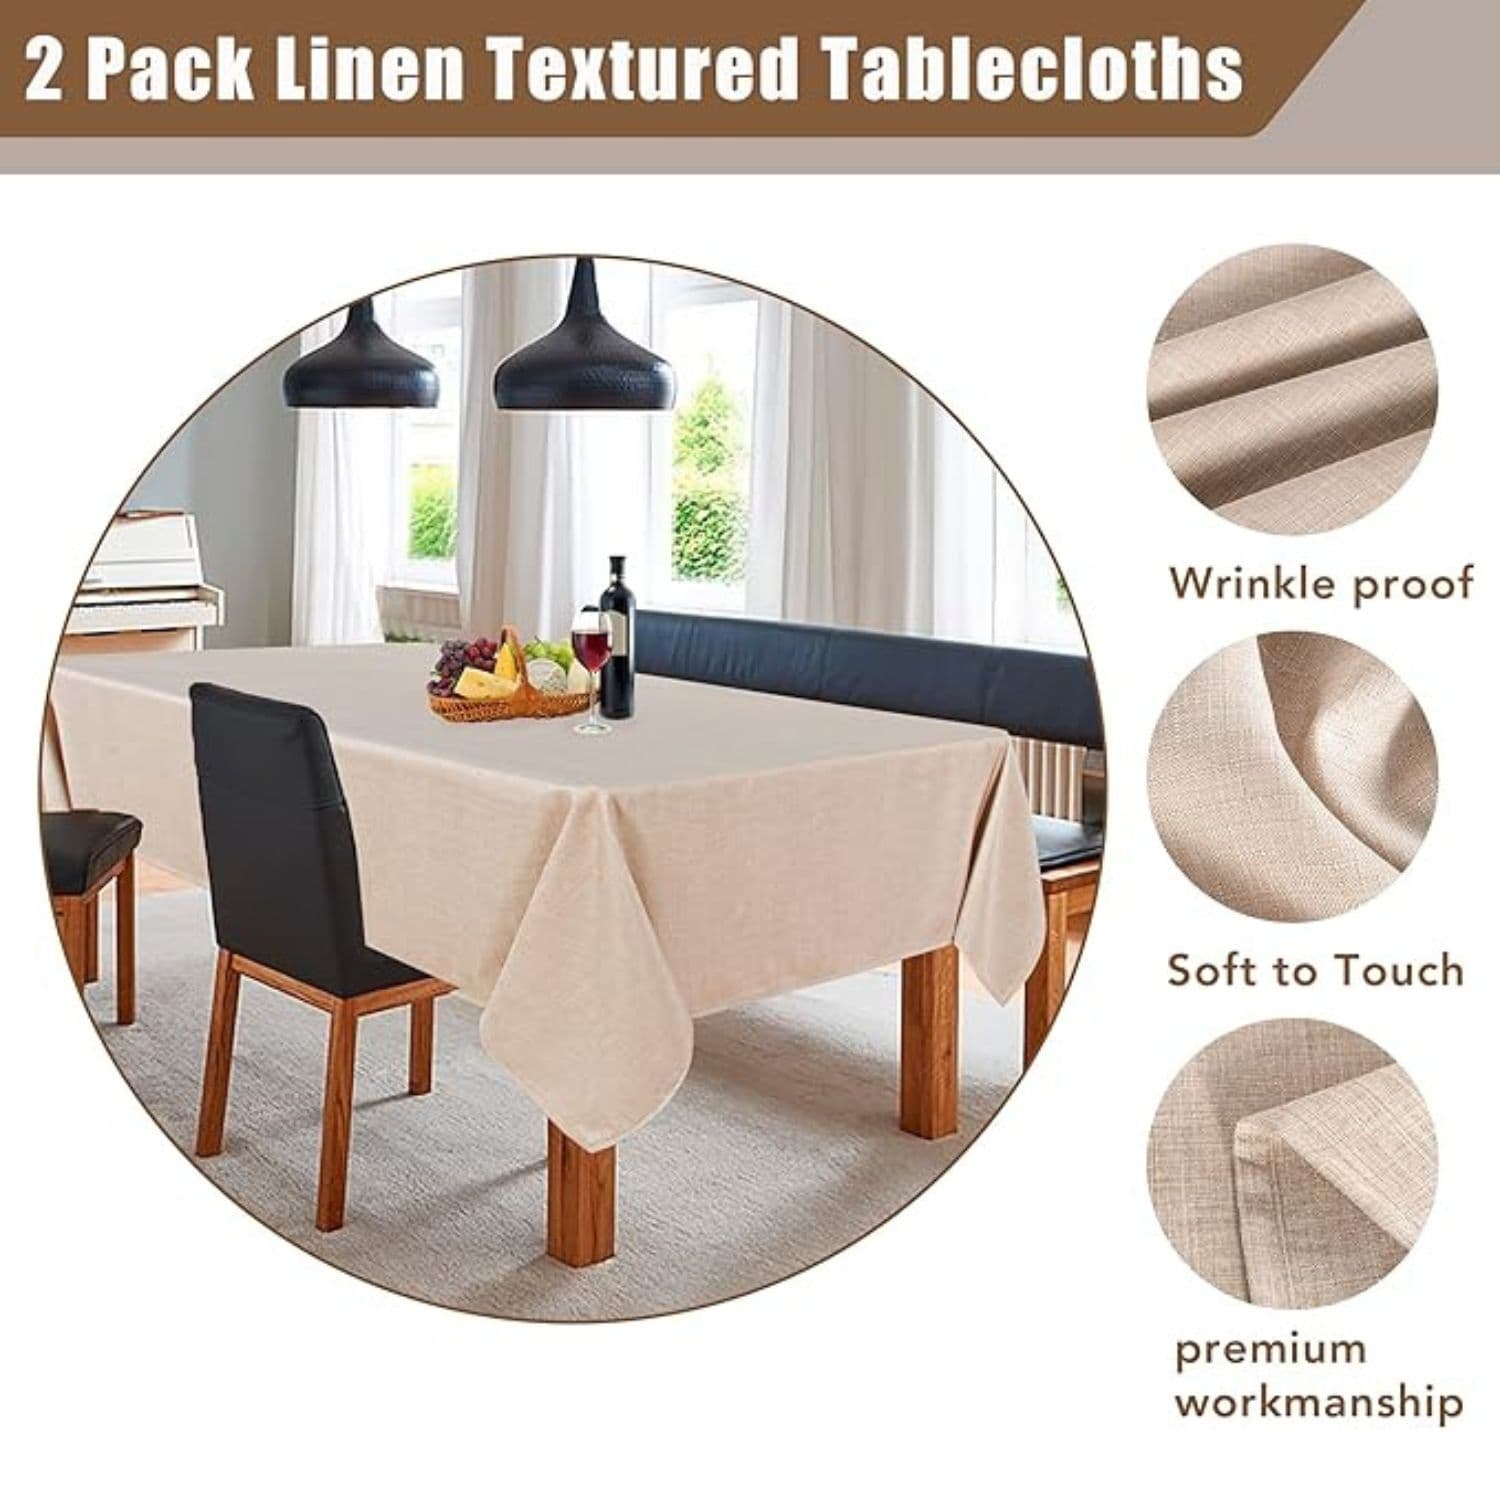 2 Pack Linen Textured Tablecloths
Wrinkle proof
Soft to Touch
premium
workmanship